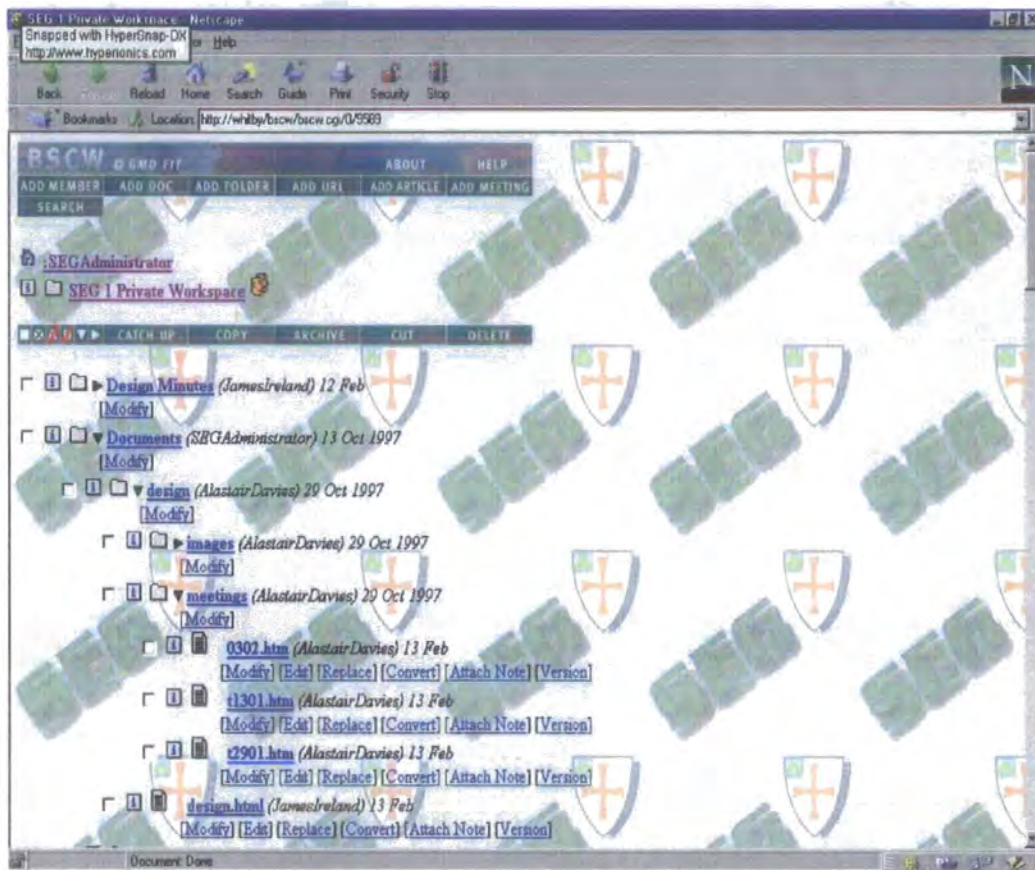 SEG 1 Private Workspace - Netscape
Snapped with HyperSnap-DX
http://www.hyperionics.com
Help
Back Reload Home Search Guide Print Security Stop
N
Bookmarks Location: http://whitby/bscw/bscw.cgi/0/9569
BSCW © GMD FIT ABOUT HELP
ADD MEMBER ADD DOC ADD FOLDER ADD URL ADD ARTICLE ADD MEETING
SEARCH
:SEGAdministrator
SEG 1 Private Workspace
CATCH UP COPY ARCHIVE CUT DELETE
Design Minutes (JamesIreland) 12 Feb
[Modify]
Documents (SEGAdministrator) 13 Oct 1997
[Modify]
design (AlastairDavies) 29 Oct 1997
[Modify]
images (AlastairDavies) 29 Oct 1997
[Modify]
meetings (AlastairDavies) 29 Oct 1997
[Modify]
0302.htm (AlastairDavies) 13 Feb
[Modify] [Edit] [Replace] [Convert] [Attach Note] [Version]
t1301.htm (AlastairDavies) 13 Feb
[Modify] [Edit] [Replace] [Convert] [Attach Note] [Version]
t2901.htm (AlastairDavies) 13 Feb
[Modify] [Edit] [Replace] [Convert] [Attach Note] [Version]
design.html (JamesIreland) 13 Feb
[Modify] [Edit] [Replace] [Convert] [Attach Note] [Version]
Document: Done